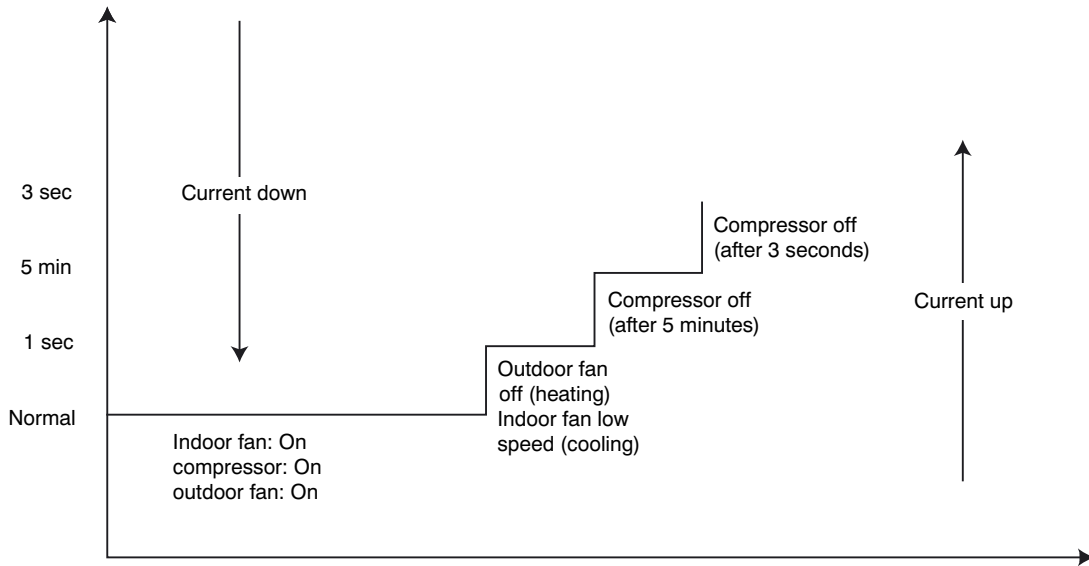 3 sec
5 min
1 sec
Normal
Current down
Indoor fan: On
compressor: On
outdoor fan: On
Outdoor fan
off (heating)
Indoor fan low
speed (cooling)
Compressor off
(after 5 minutes)
Compressor off
(after 3 seconds)
Current up